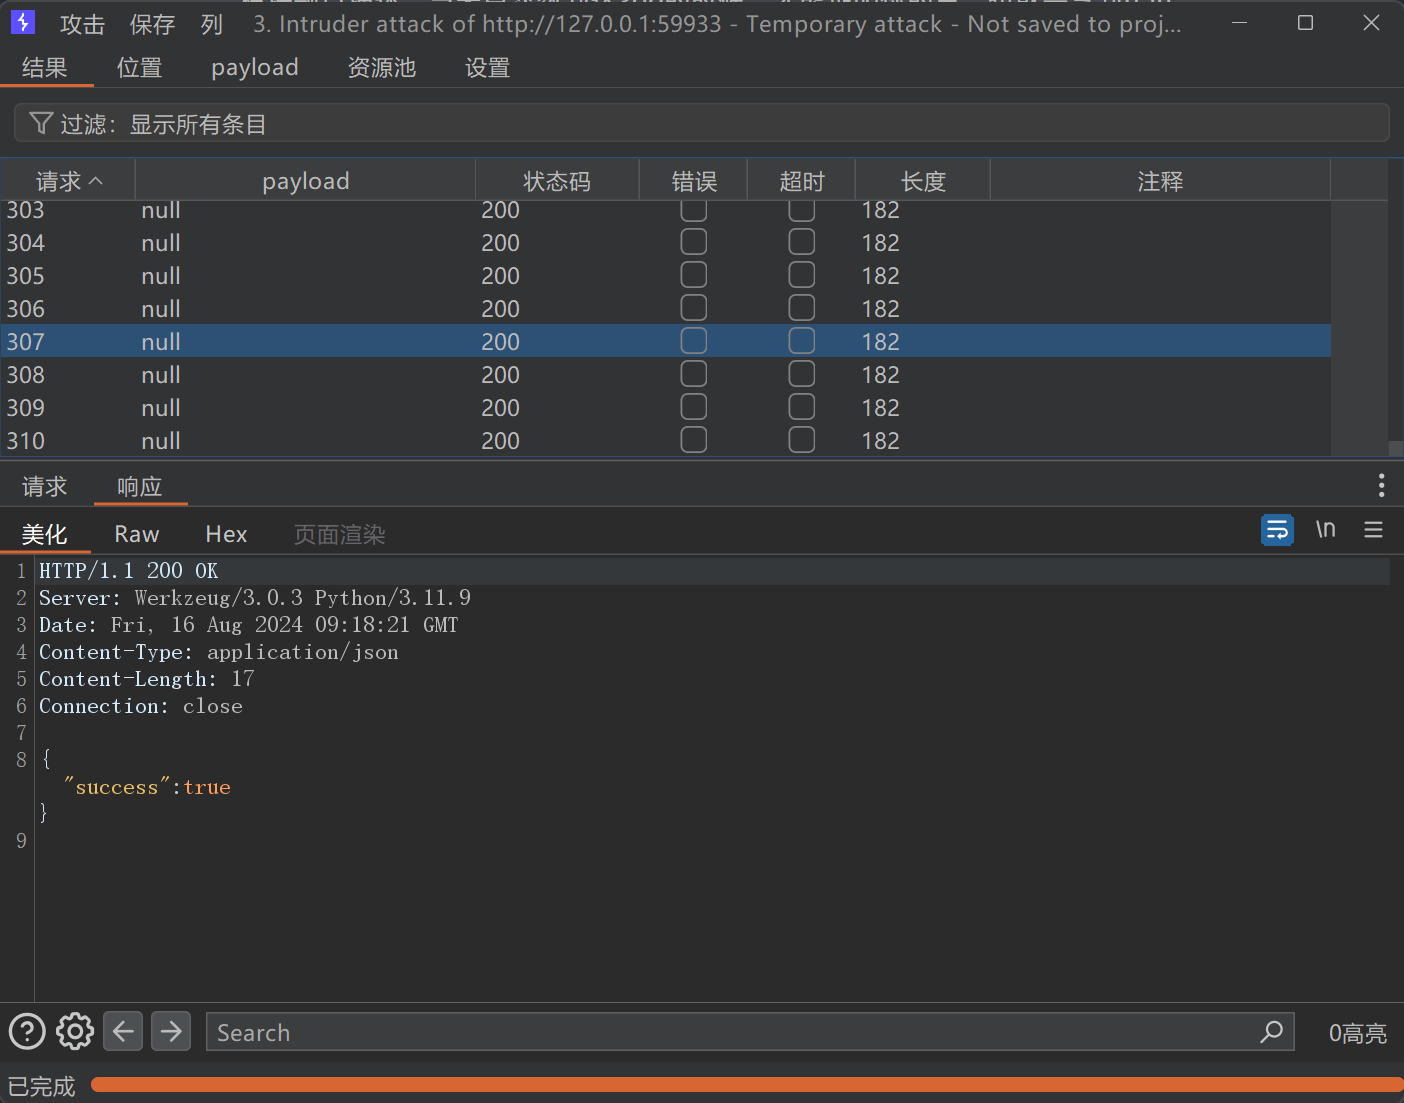 攻击 保存 列 3. Intruder attack of http://127.0.0.1:59933 - Temporary attack - Not saved to proj...
结果 位置 payload 资源池 设置
过滤：显示所有条目
请求 payload 状态码 错误 超时 长度 注释
303 null 200 182
304 null 200 182
305 null 200 182
306 null 200 182
307 null 200 182
308 null 200 182
309 null 200 182
310 null 200 182
请求 响应
美化 Raw Hex 页面渲染 \n
1 HTTP/1.1 200 OK
2 Server: Werkzeug/3.0.3 Python/3.11.9
3 Date: Fri, 16 Aug 2024 09:18:21 GMT
4 Content-Type: application/json
5 Content-Length: 17
6 Connection: close
7
8 {
"success":true
}
9
Search 0高亮
已完成